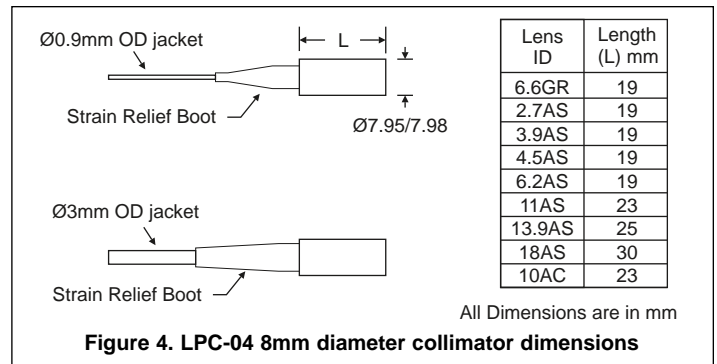 Ø0.9mm OD jacket
L
Strain Relief Boot
Ø7.95/7.98
Ø3mm OD jacket
Strain Relief Boot
Lens ID Length (L) mm
6.6GR 19
2.7AS 19
3.9AS 19
4.5AS 19
6.2AS 19
11AS 23
13.9AS 25
18AS 30
10AC 23
All Dimensions are in mm
Figure 4. LPC-04 8mm diameter collimator dimensions